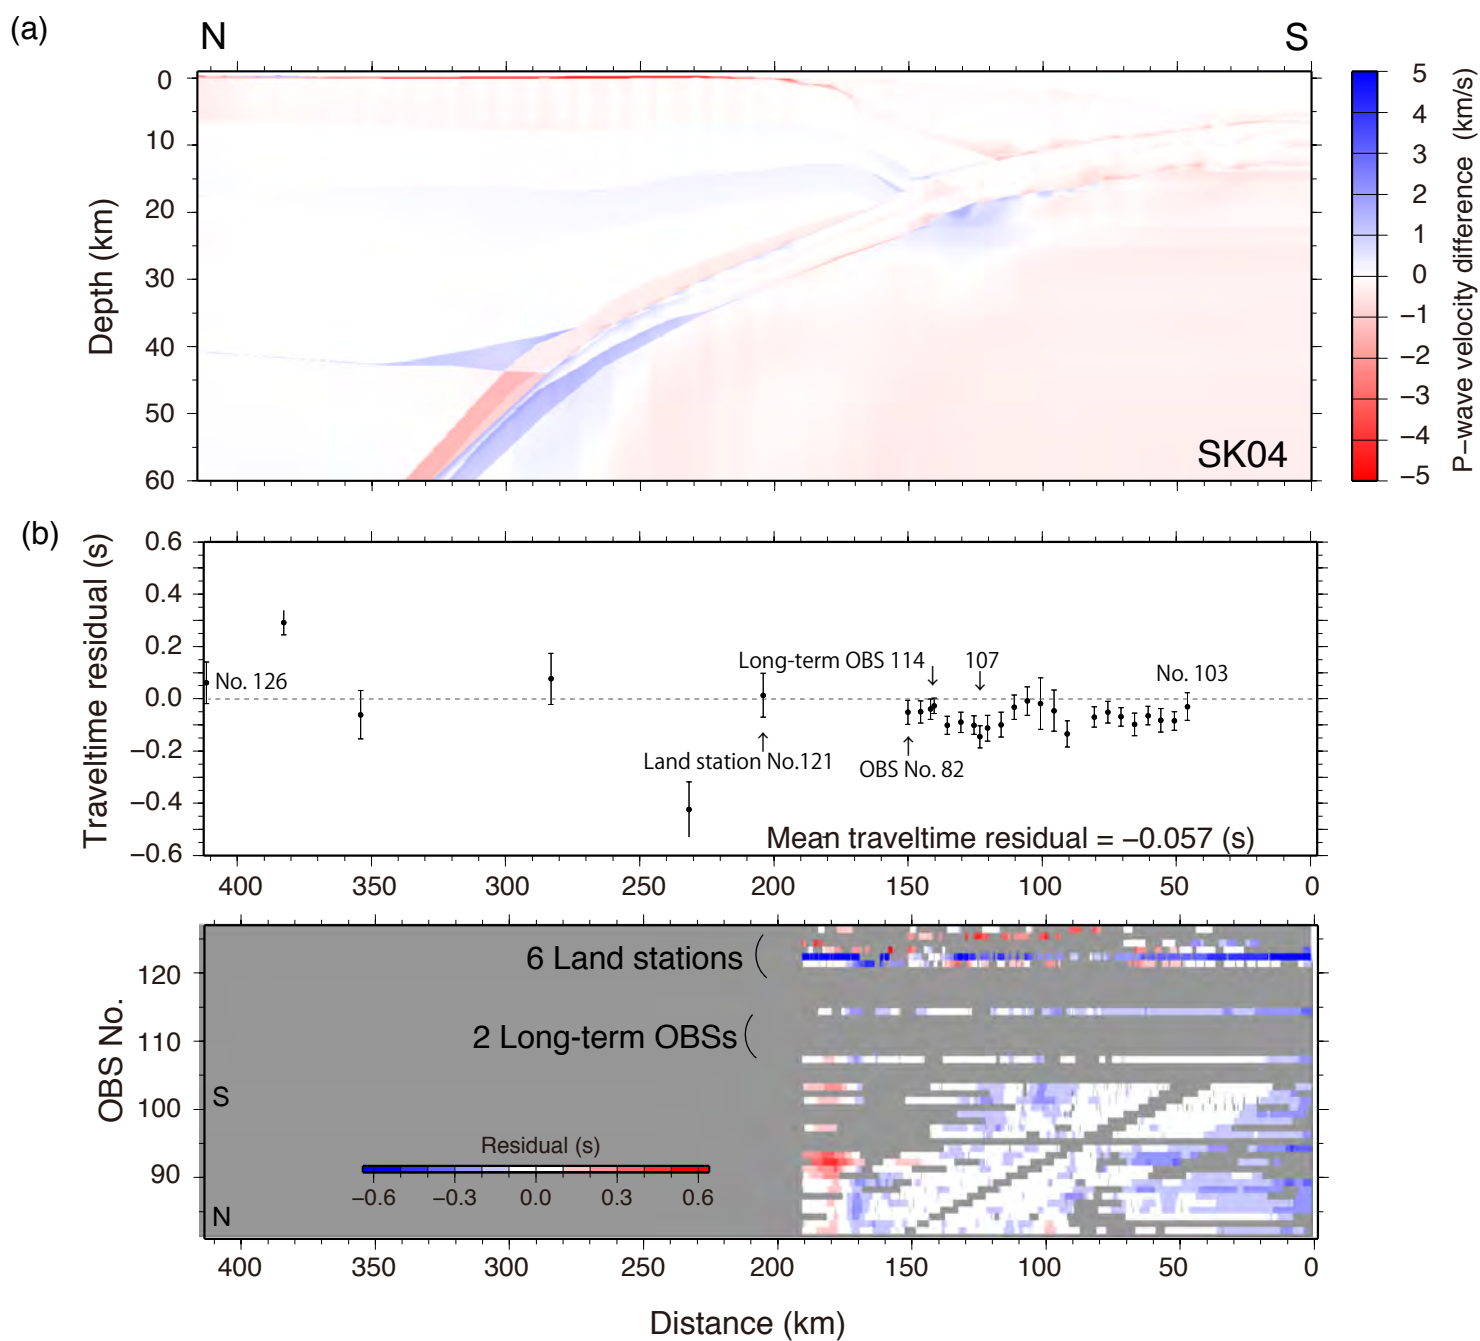 (a)
N
S
0
10
20
30
40
50
60
Depth (km)
SK04
5
4
3
2
1
0
−1
−2
−3
−4
−5
P−wave velocity difference (km/s)
(b)
0.6
0.4
0.2
0.0
−0.2
−0.4
−0.6
Traveltime residual (s)
No. 126
Long-term OBS 114
107
No. 103
Land station No.121
OBS No. 82
Mean traveltime residual = −0.057 (s)
400
350
300
250
200
150
100
50
0
6 Land stations
2 Long-term OBSs
120
110
100
90
OBS No.
S
N
Residual (s)
−0.6
−0.3
0.0
0.3
0.6
400
350
300
250
200
150
100
50
0
Distance (km)